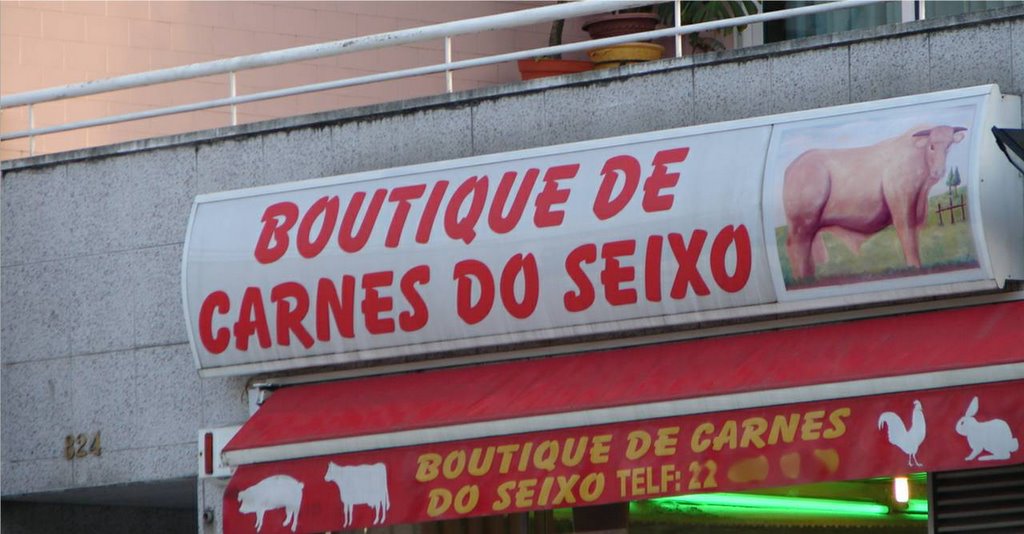 BOUTIQUE DE
CARNES DO SEIXO
824
BOUTIQUE DE CARNES
DO SEIXO TELF: 22